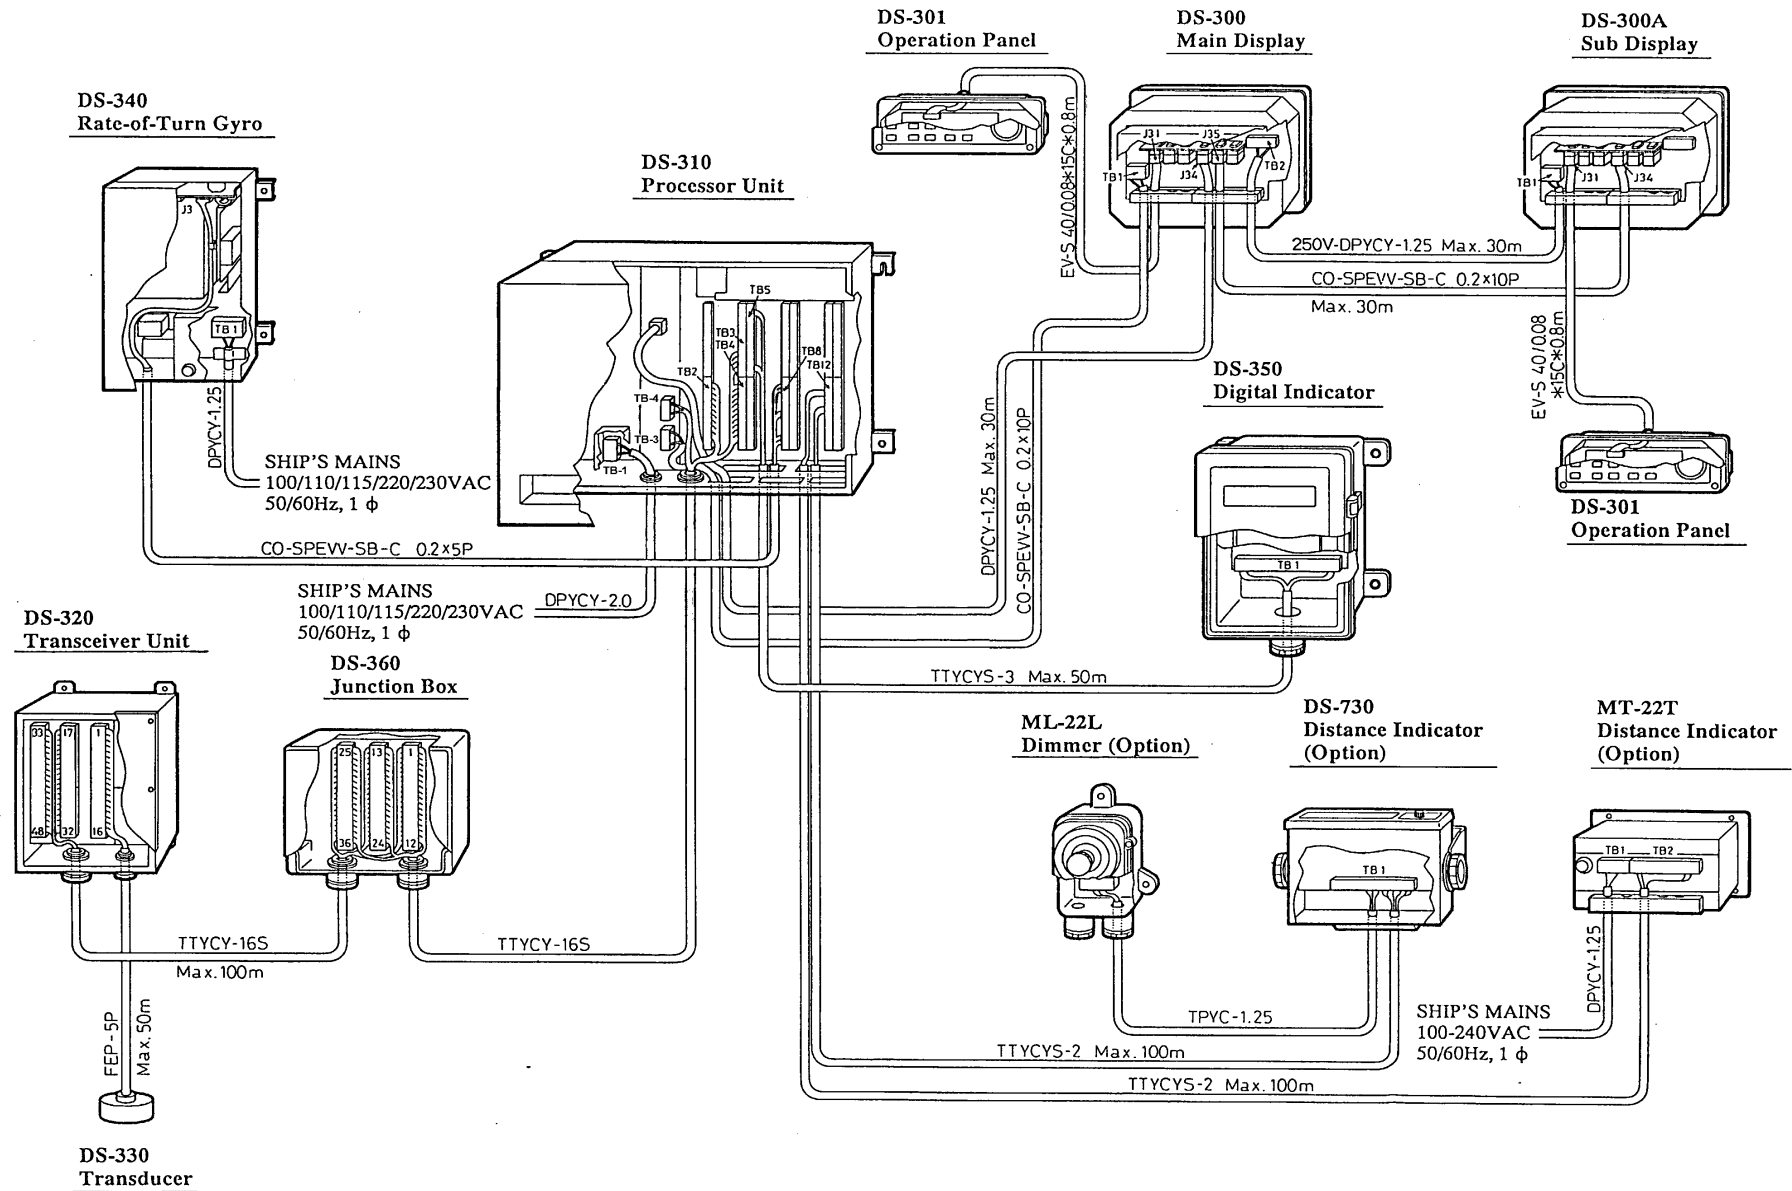 DS-301
Operation Panel
DS-300
Main Display
DS-300A
Sub Display
DS-340
Rate-of-Turn Gyro
DS-310
Processor Unit
EV-S 40/0.08*15C*0.8m
J31
J35
TB1
J34
TB2
TB1
J31
J34
250V-DPYCY-1.25 Max. 30m
CO-SPEVV-SB-C 0.2×10P
Max. 30m
J3
TB1
DPYCY-1.25
SHIP'S MAINS
100/110/115/220/230VAC
50/60Hz, 1 ϕ
TB5
TB3
TB4
TB8
TB2
TB12
TB-4
TB-3
TB-1
DPYCY-1.25 Max. 30m
CO-SPEVV-SB-C 0.2×10P
DS-350
Digital Indicator
TB1
EV-S 40/0.08
*15C*0.8m
DS-301
Operation Panel
CO-SPEVV-SB-C 0.2×5P
SHIP'S MAINS
100/110/115/220/230VAC
50/60Hz, 1 ϕ
DPYCY-2.0
DS-320
Transceiver Unit
DS-360
Junction Box
TTYCYS-3 Max. 50m
ML-22L
Dimmer (Option)
DS-730
Distance Indicator
(Option)
MT-22T
Distance Indicator
(Option)
33
17
1
48
32
16
25
13
1
36
24
12
TB1
TB1
TB2
TTYCY-16S
Max. 100m
TTYCY-16S
FEP-5P
Max. 50m
TPYC-1.25
DPYCY-1.25
SHIP'S MAINS
100-240VAC
50/60Hz, 1 ϕ
TTYCYS-2 Max. 100m
TTYCYS-2 Max. 100m
DS-330
Transducer